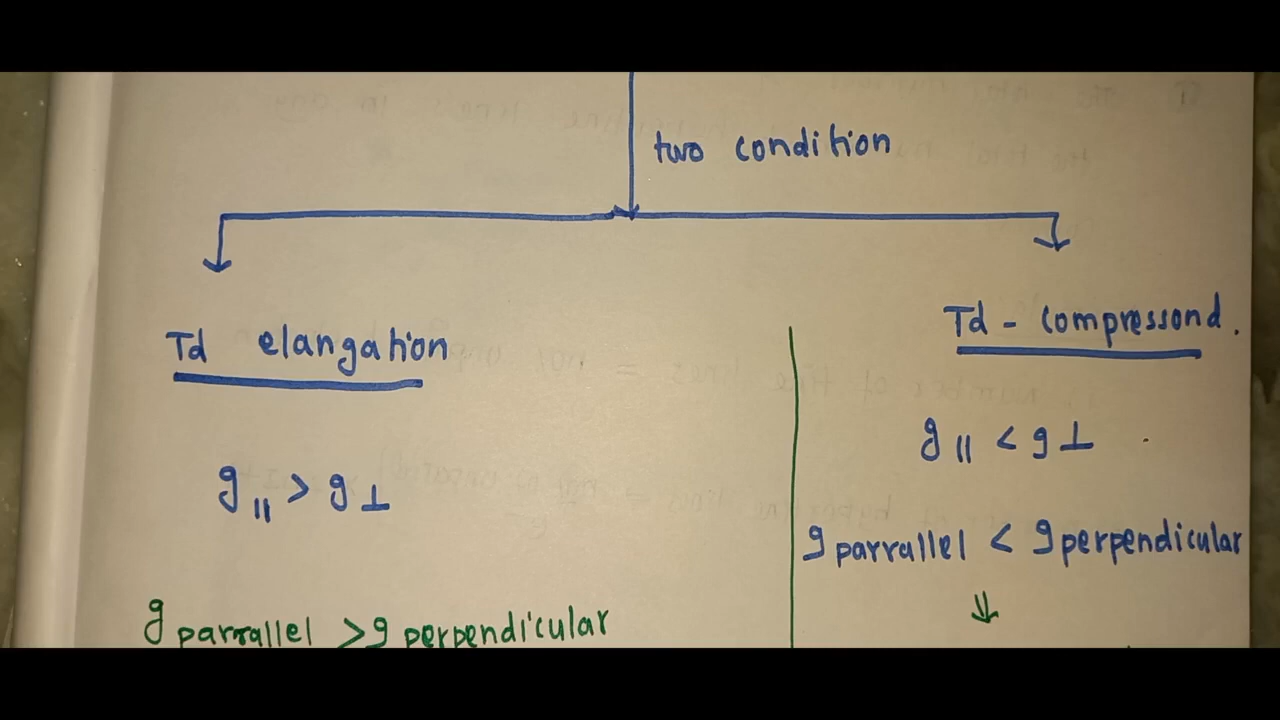 two condition
Td elangation
g|| > g⊥
g parrallel > g perpendicular
Td - compressond.
g|| < g⊥
g parrallel < g perpendicular